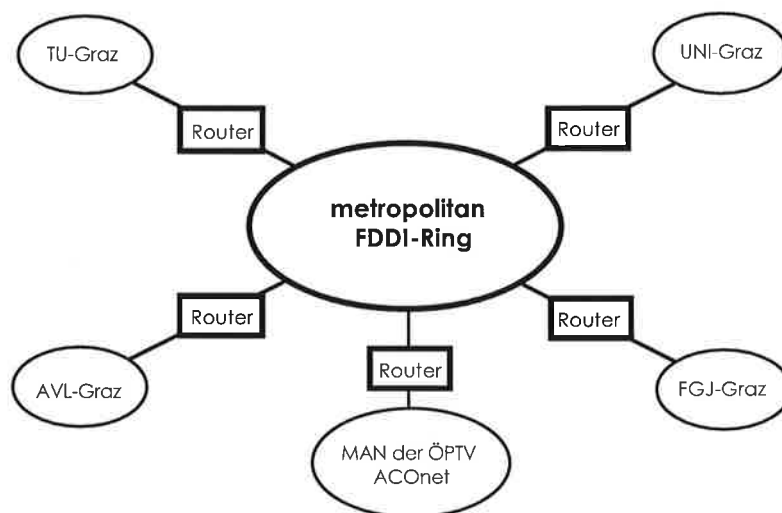 TU-Graz
UNI-Graz
Router
Router
metropolitan
FDDI-Ring
Router
Router
Router
AVL-Graz
FGJ-Graz
MAN der ÖPTV
ACOnet